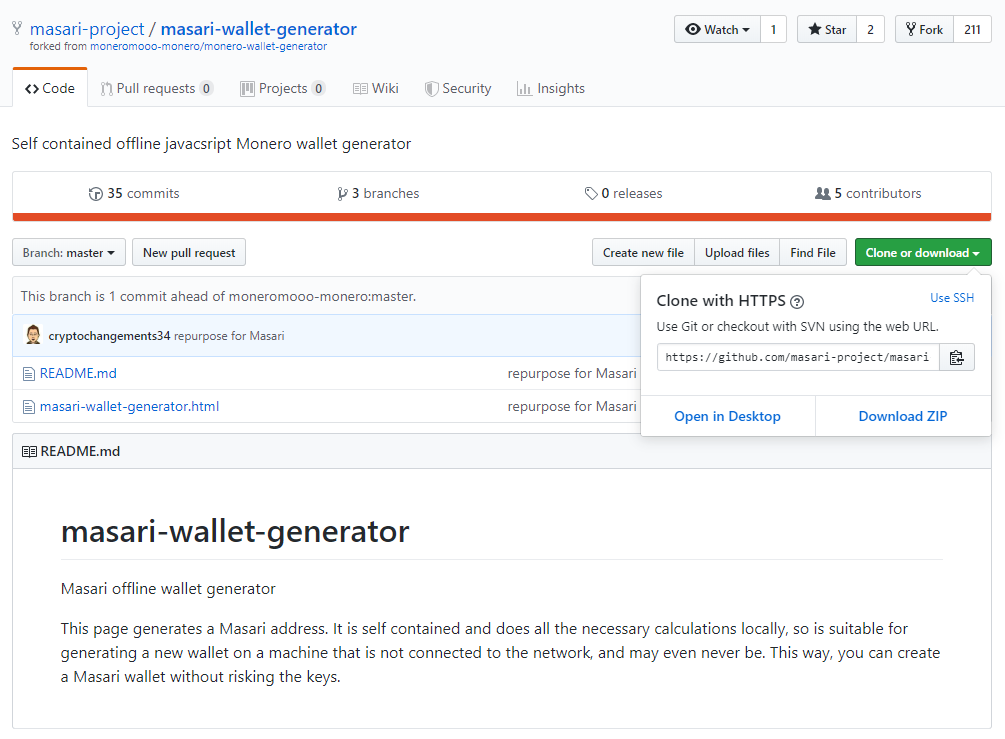 masari-project / masari-wallet-generator
Watch 1 Star 2 Fork 211
forked from moneromooo-monero/monero-wallet-generator
Code Pull requests 0 Projects 0 Wiki Security Insights
Self contained offline javacsript Monero wallet generator
35 commits 3 branches 0 releases 5 contributors
Branch: master New pull request Create new file Upload files Find File Clone or download
This branch is 1 commit ahead of moneromooo-monero:master.
cryptochangements34 repurpose for Masari
README.md repurpose for Masari
masari-wallet-generator.html repurpose for Masari
Clone with HTTPS ? Use SSH
Use Git or checkout with SVN using the web URL.
https://github.com/masari-project/masari
Open in Desktop Download ZIP
README.md
masari-wallet-generator
Masari offline wallet generator
This page generates a Masari address. It is self contained and does all the necessary calculations locally, so is suitable for
generating a new wallet on a machine that is not connected to the network, and may even never be. This way, you can create
a Masari wallet without risking the keys.